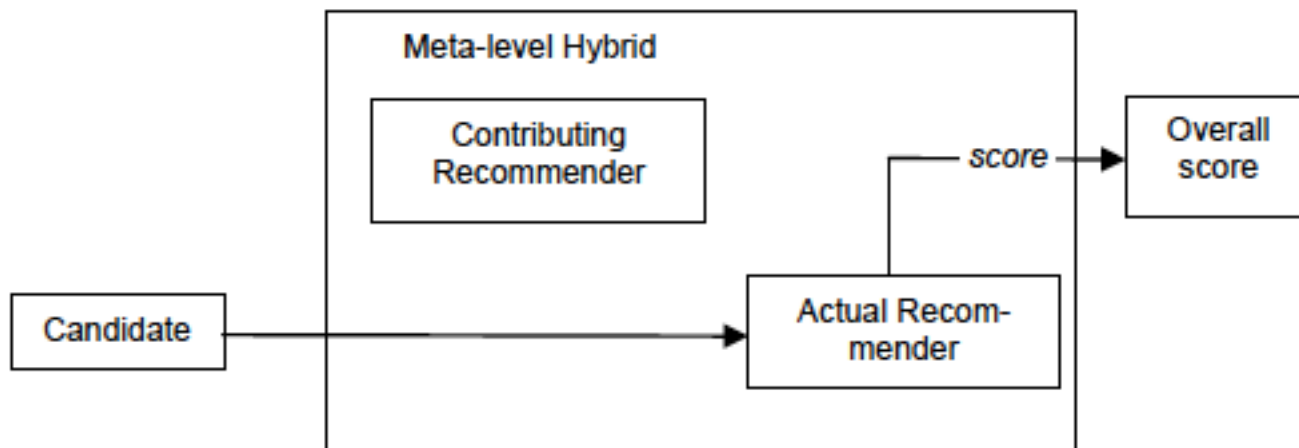 Meta-level Hybrid
Contributing
Recommender
score
Overall
score
Candidate
Actual Recom-
mender